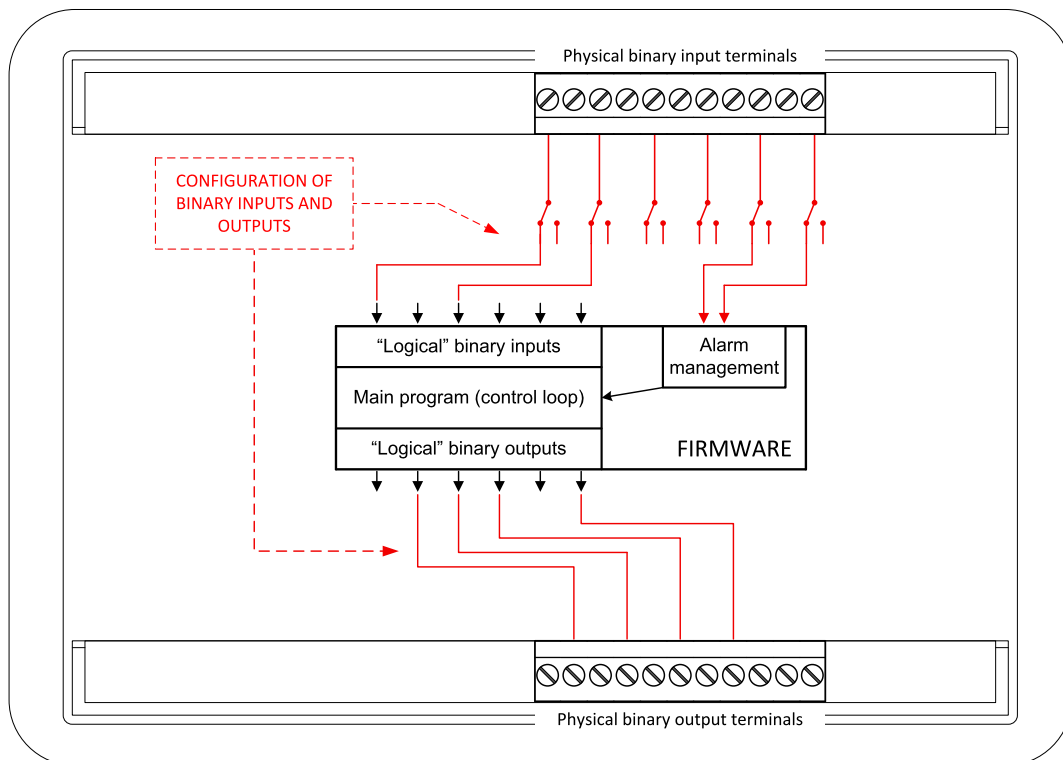 Physical binary input terminals
CONFIGURATION OF
BINARY INPUTS AND
OUTPUTS
“Logical” binary inputs
Alarm
management
Main program (control loop)
“Logical” binary outputs
FIRMWARE
Physical binary output terminals